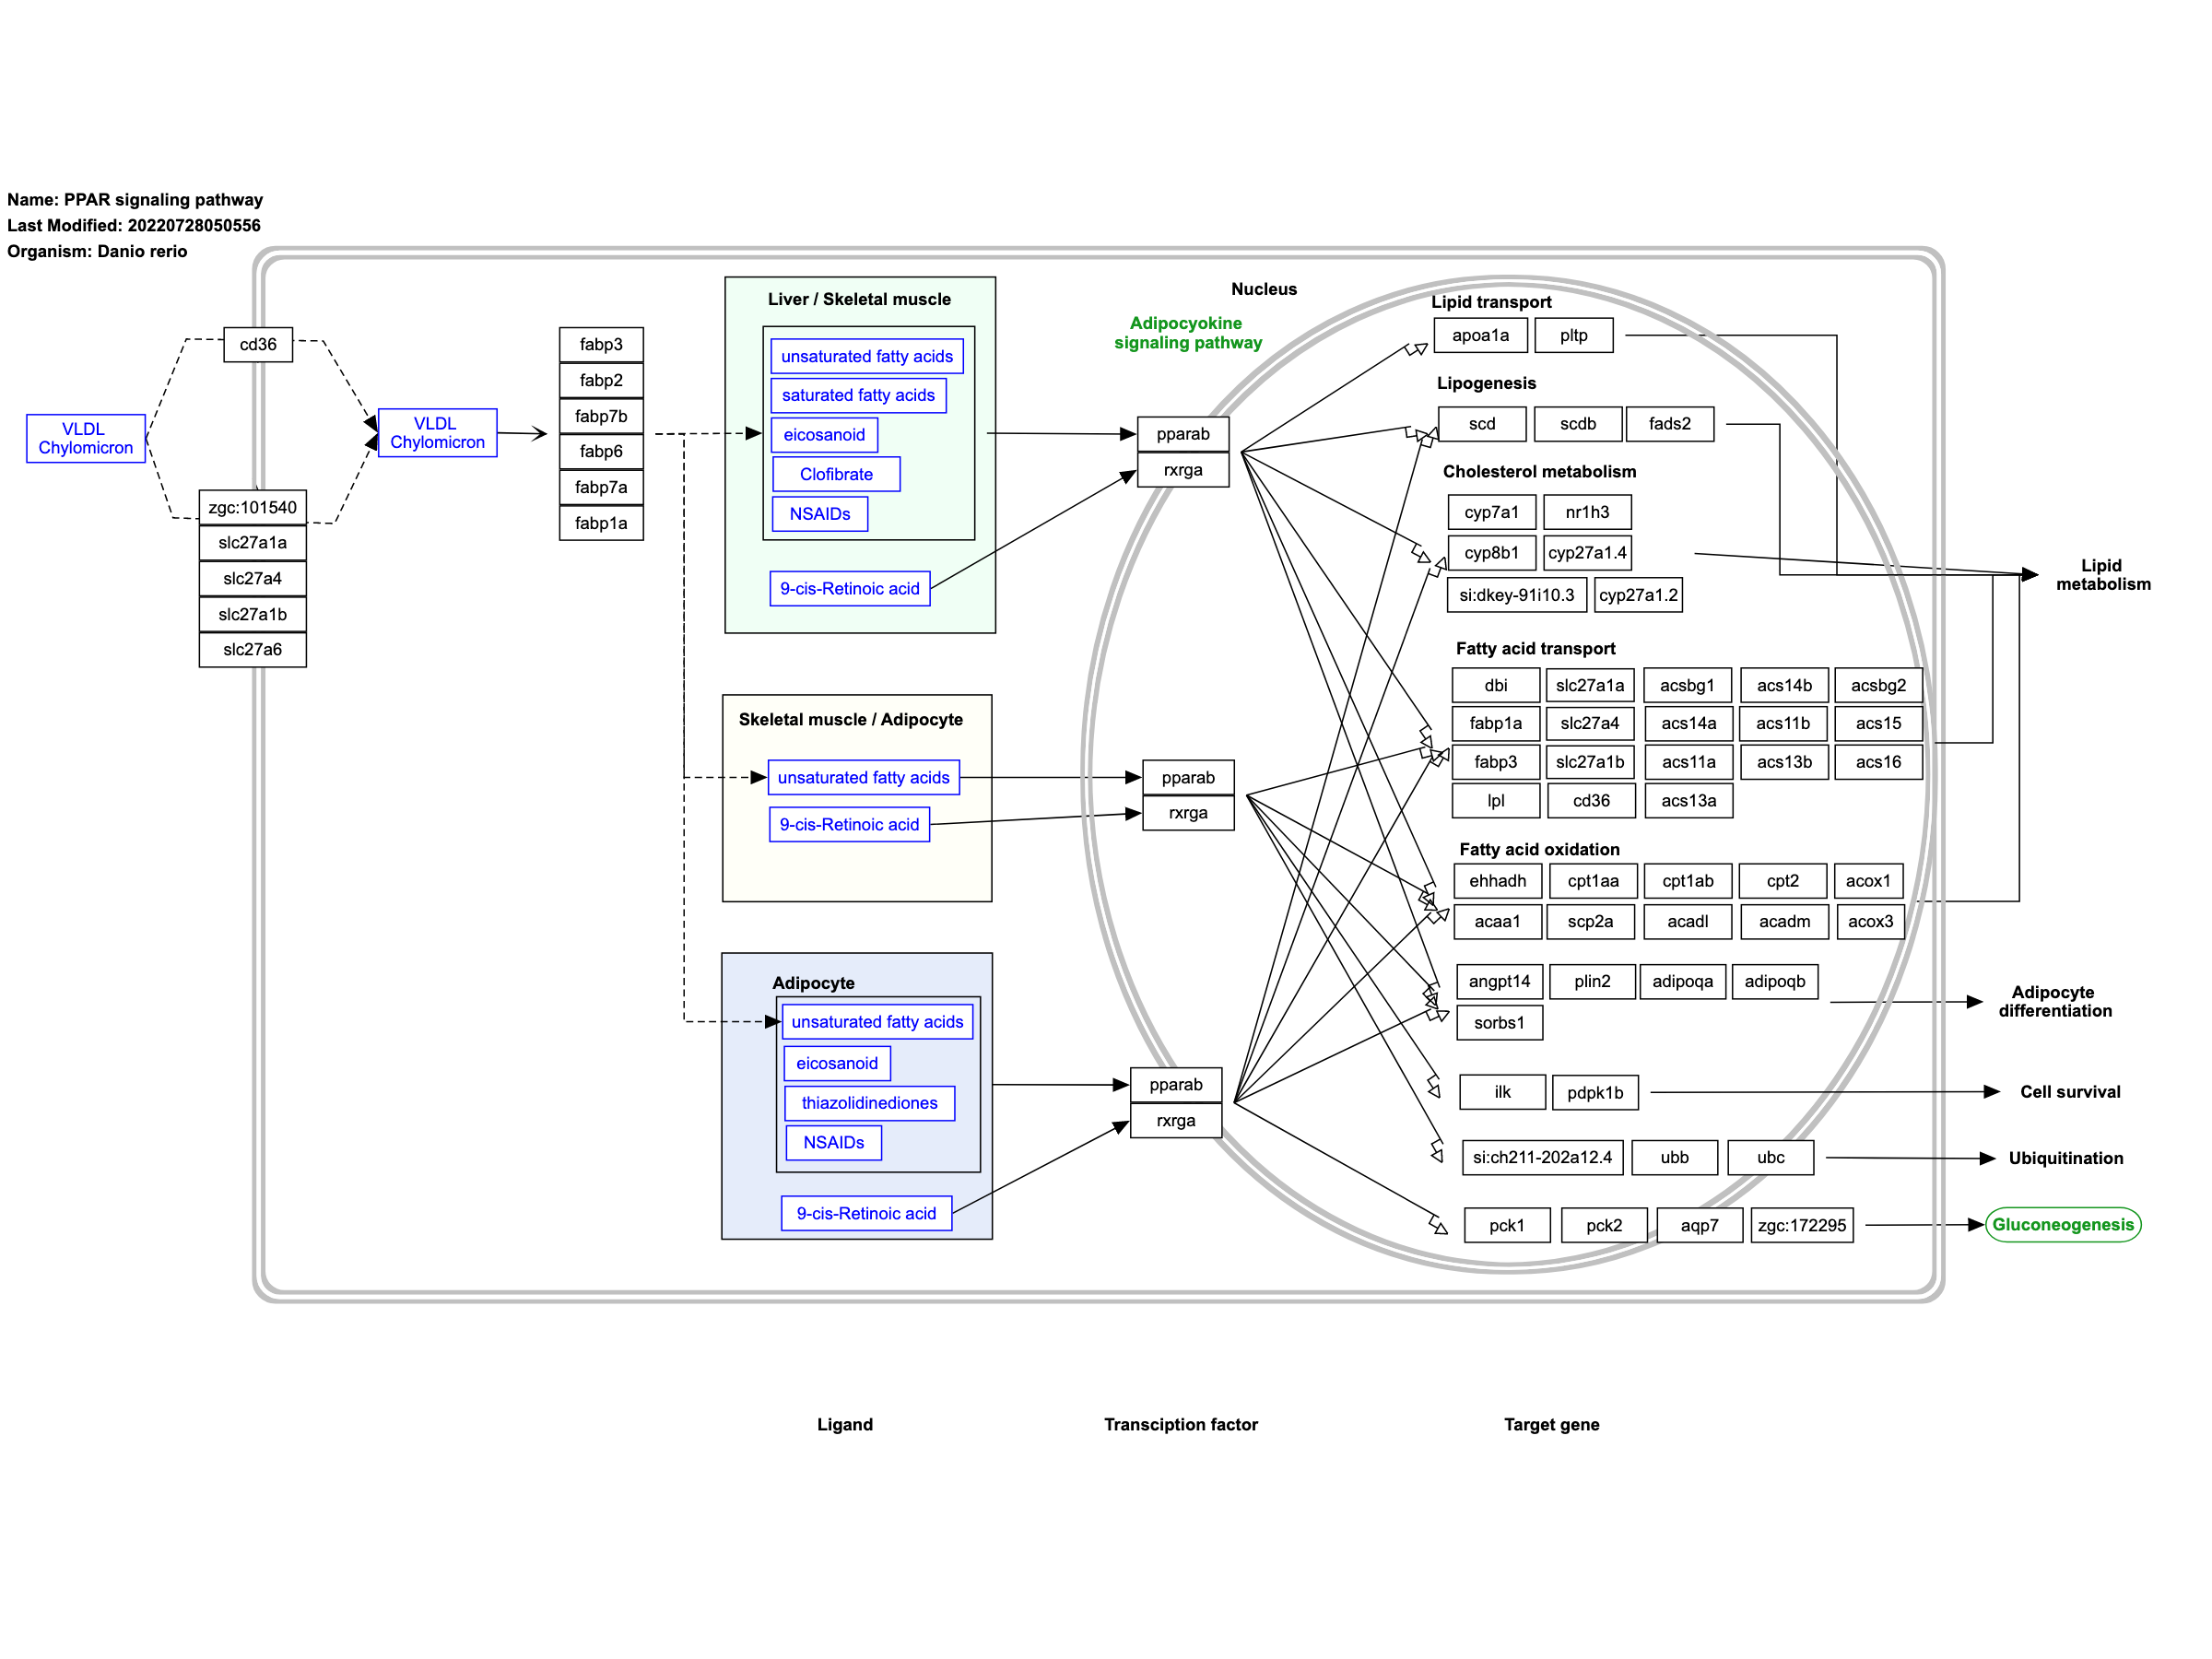 Name: PPAR signaling pathway
Last Modified: 20220728050556
Organism: Danio rerio
VLDL
Chylomicron
cd36
zgc:101540
slc27a1a
slc27a4
slc27a1b
slc27a6
VLDL
Chylomicron
fabp3
fabp2
fabp7b
fabp6
fabp7a
fabp1a
Liver / Skeletal muscle
unsaturated fatty acids
saturated fatty acids
eicosanoid
Clofibrate
NSAIDs
9-cis-Retinoic acid
Skeletal muscle / Adipocyte
unsaturated fatty acids
9-cis-Retinoic acid
Adipocyte
unsaturated fatty acids
eicosanoid
thiazolidinediones
NSAIDs
9-cis-Retinoic acid
Nucleus
Adipocyokine
signaling pathway
pparab
rxrga
pparab
rxrga
pparab
rxrga
Lipid transport
apoa1a pltp
Lipogenesis
scd scdb fads2
Cholesterol metabolism
cyp7a1 nr1h3
cyp8b1 cyp27a1.4
si:dkey-91i10.3 cyp27a1.2
Fatty acid transport
dbi slc27a1a acsbg1 acs14b acsbg2
fabp1a slc27a4 acs14a acs11b acs15
fabp3 slc27a1b acs11a acs13b acs16
lpl cd36 acs13a
Fatty acid oxidation
ehhadh cpt1aa cpt1ab cpt2 acox1
acaa1 scp2a acadl acadm acox3
angpt14 plin2 adipoqa adipoqb
sorbs1
ilk pdpk1b
si:ch211-202a12.4 ubb ubc
pck1 pck2 aqp7 zgc:172295
Lipid
metabolism
Adipocyte
differentiation
Cell survival
Ubiquitination
Gluconeogenesis
Ligand
Transciption factor
Target gene